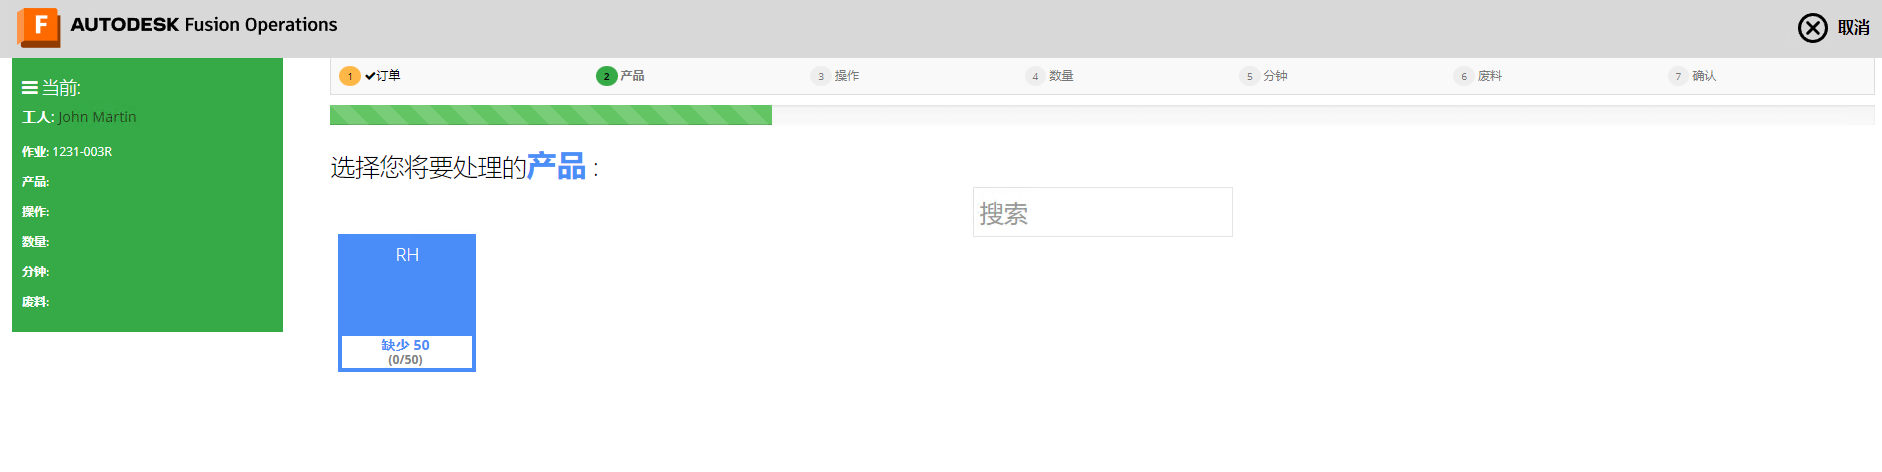 F AUTODESK Fusion Operations
取消
当前:
工人: John Martin
作业: 1231-003R
产品:
操作:
数量:
分钟:
废料:
1 ✔订单
2 产品
3 操作
4 数量
5 分钟
6 废料
7 确认
选择您将要处理的产品 :
搜索
RH
缺少 50
(0/50)